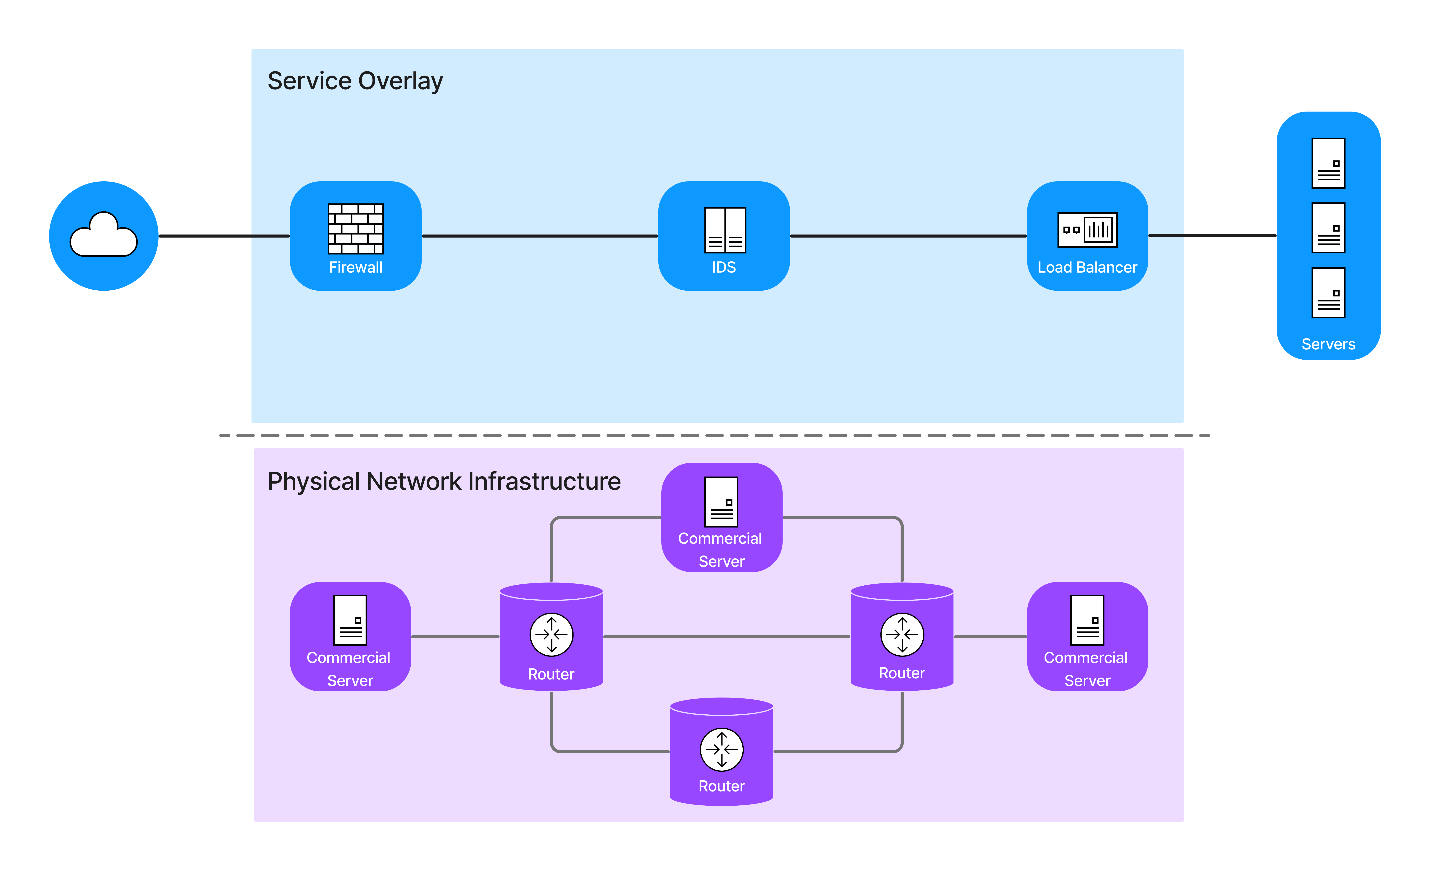 Service Overlay
Firewall
IDS
Load Balancer
Servers
Physical Network Infrastructure
Commercial
Server
Commercial
Server
Router
Router
Commercial
Server
Router